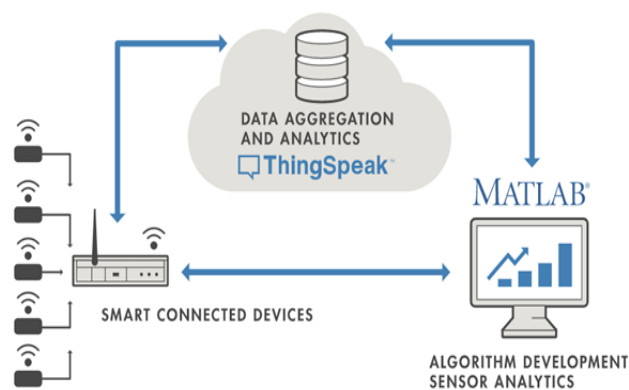 DATA AGGREGATION
AND ANALYTICS
ThingSpeak™
MATLAB®
SMART CONNECTED DEVICES
ALGORITHM DEVELOPMENT
SENSOR ANALYTICS